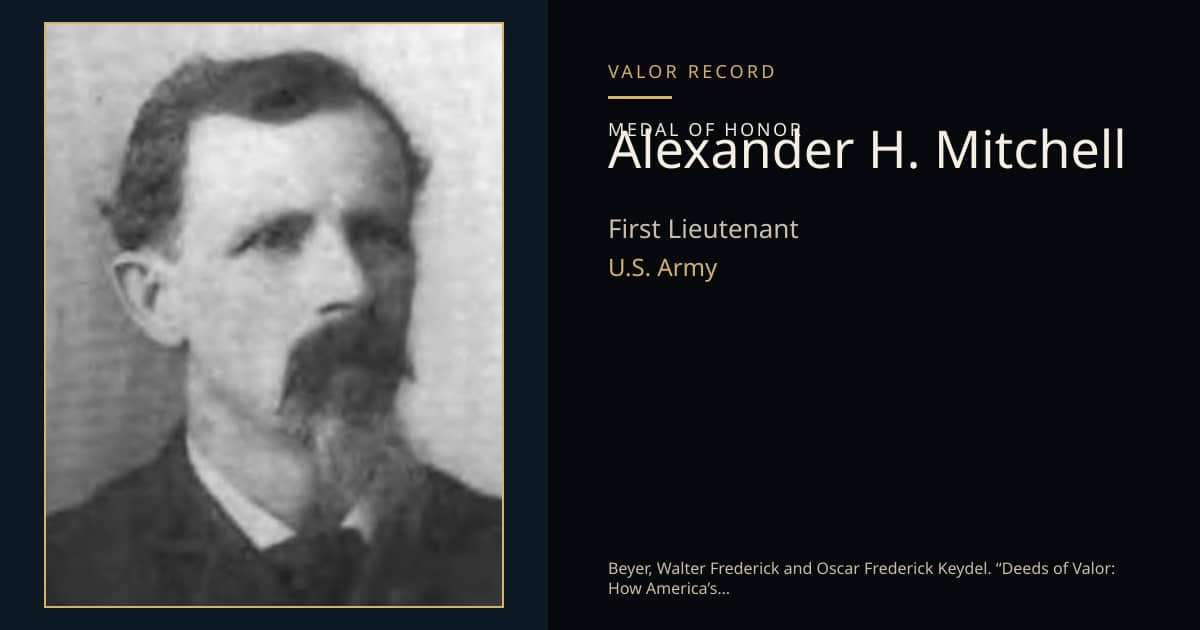 VALOR RECORD
MEDAL OF HONOR
Alexander H. Mitchell
First Lieutenant
U.S. Army
Beyer, Walter Frederick and Oscar Frederick Keydel. “Deeds of Valor:
How America’s...